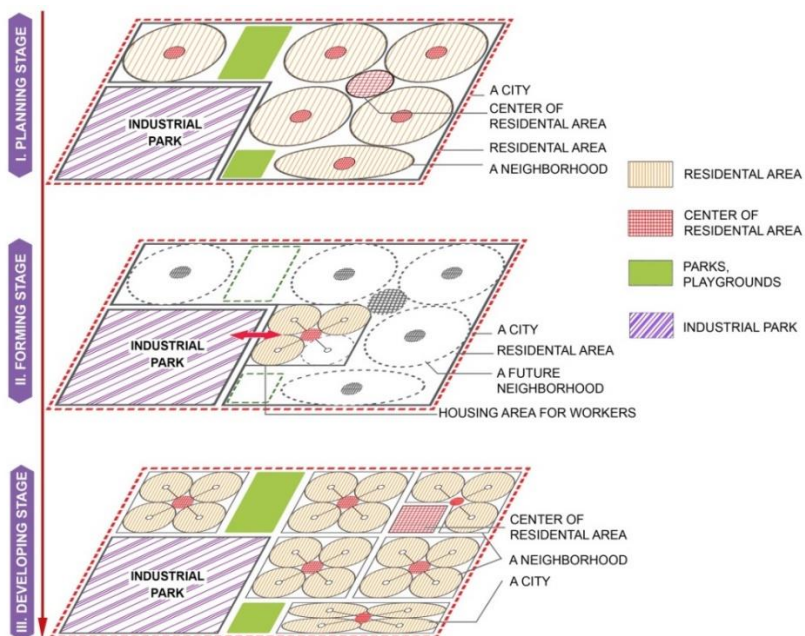 I. PLANNING STAGE
INDUSTRIAL
PARK
A CITY
CENTER OF
RESIDENTAL AREA
RESIDENTAL AREA
A NEIGHBORHOOD
II. FORMING STAGE
INDUSTRIAL
PARK
A CITY
RESIDENTAL AREA
A FUTURE
NEIGHBORHOOD
HOUSING AREA FOR WORKERS
III. DEVELOPING STAGE
INDUSTRIAL
PARK
CENTER OF
RESIDENTAL AREA
A NEIGHBORHOOD
A CITY
RESIDENTAL AREA
CENTER OF
RESIDENTAL AREA
PARKS,
PLAYGROUNDS
INDUSTRIAL PARK